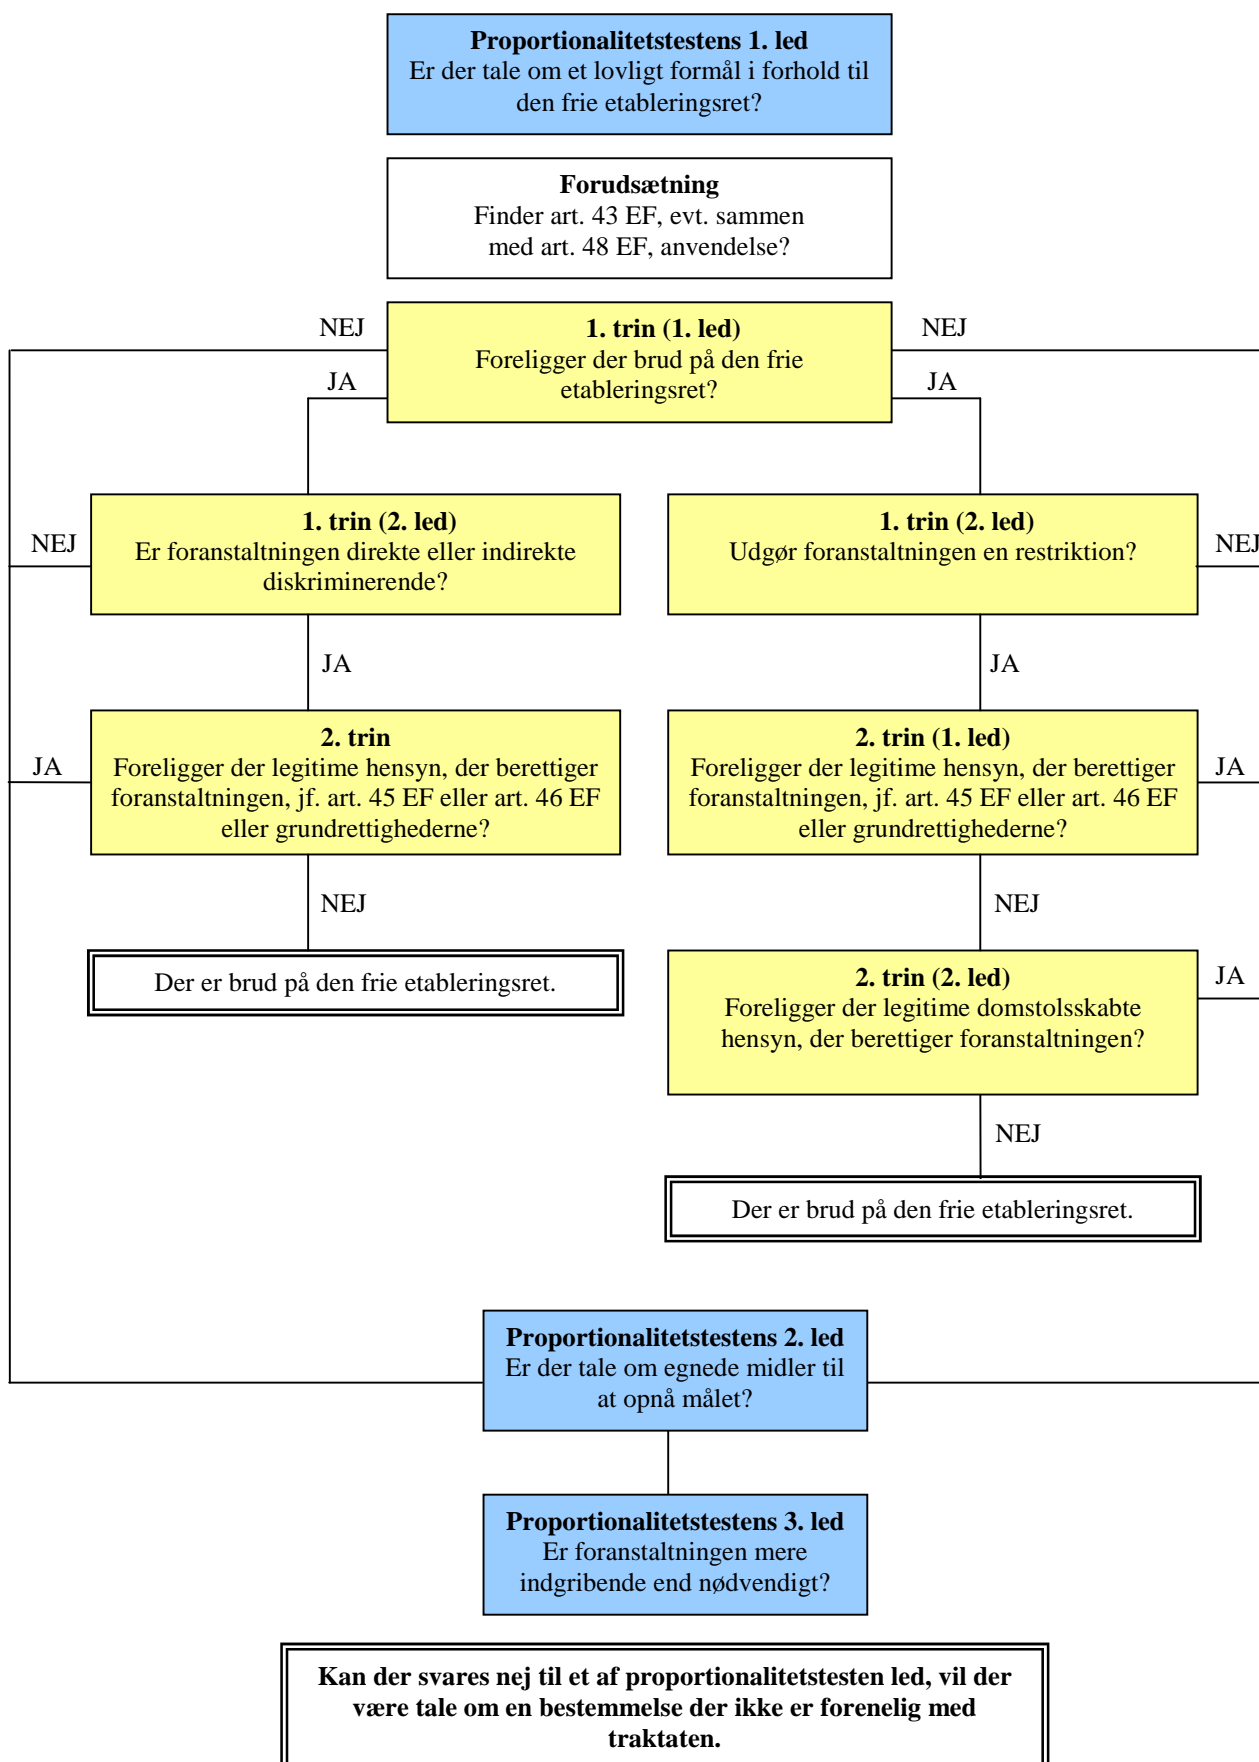 Proportionalitetstestens 1. led
Er der tale om et lovligt formål i forhold til
den frie etableringsret?
Forudsætning
Finder art. 43 EF, evt. sammen
med art. 48 EF, anvendelse?
NEJ
1. trin (1. led)
NEJ
Foreligger der brud på den frie
etableringsret?
JA
JA
1. trin (2. led)
Er foranstaltningen direkte eller indirekte
diskriminerende?
NEJ
1. trin (2. led)
Udgør foranstaltningen en restriktion?
NEJ
JA
JA
2. trin
Foreligger der legitime hensyn, der berettiger
foranstaltningen, jf. art. 45 EF eller art. 46 EF
eller grundrettighederne?
JA
2. trin (1. led)
Foreligger der legitime hensyn, der berettiger
foranstaltningen, jf. art. 45 EF eller art. 46 EF
eller grundrettighederne?
JA
NEJ
NEJ
Der er brud på den frie etableringsret.
2. trin (2. led)
Foreligger der legitime domstolsskabte
hensyn, der berettiger foranstaltningen?
JA
NEJ
Der er brud på den frie etableringsret.
Proportionalitetstestens 2. led
Er der tale om egnede midler til
at opnå målet?
Proportionalitetstestens 3. led
Er foranstaltningen mere
indgribende end nødvendigt?
Kan der svares nej til et af proportionalitetstesten led, vil der
være tale om en bestemmelse der ikke er forenelig med
traktaten.